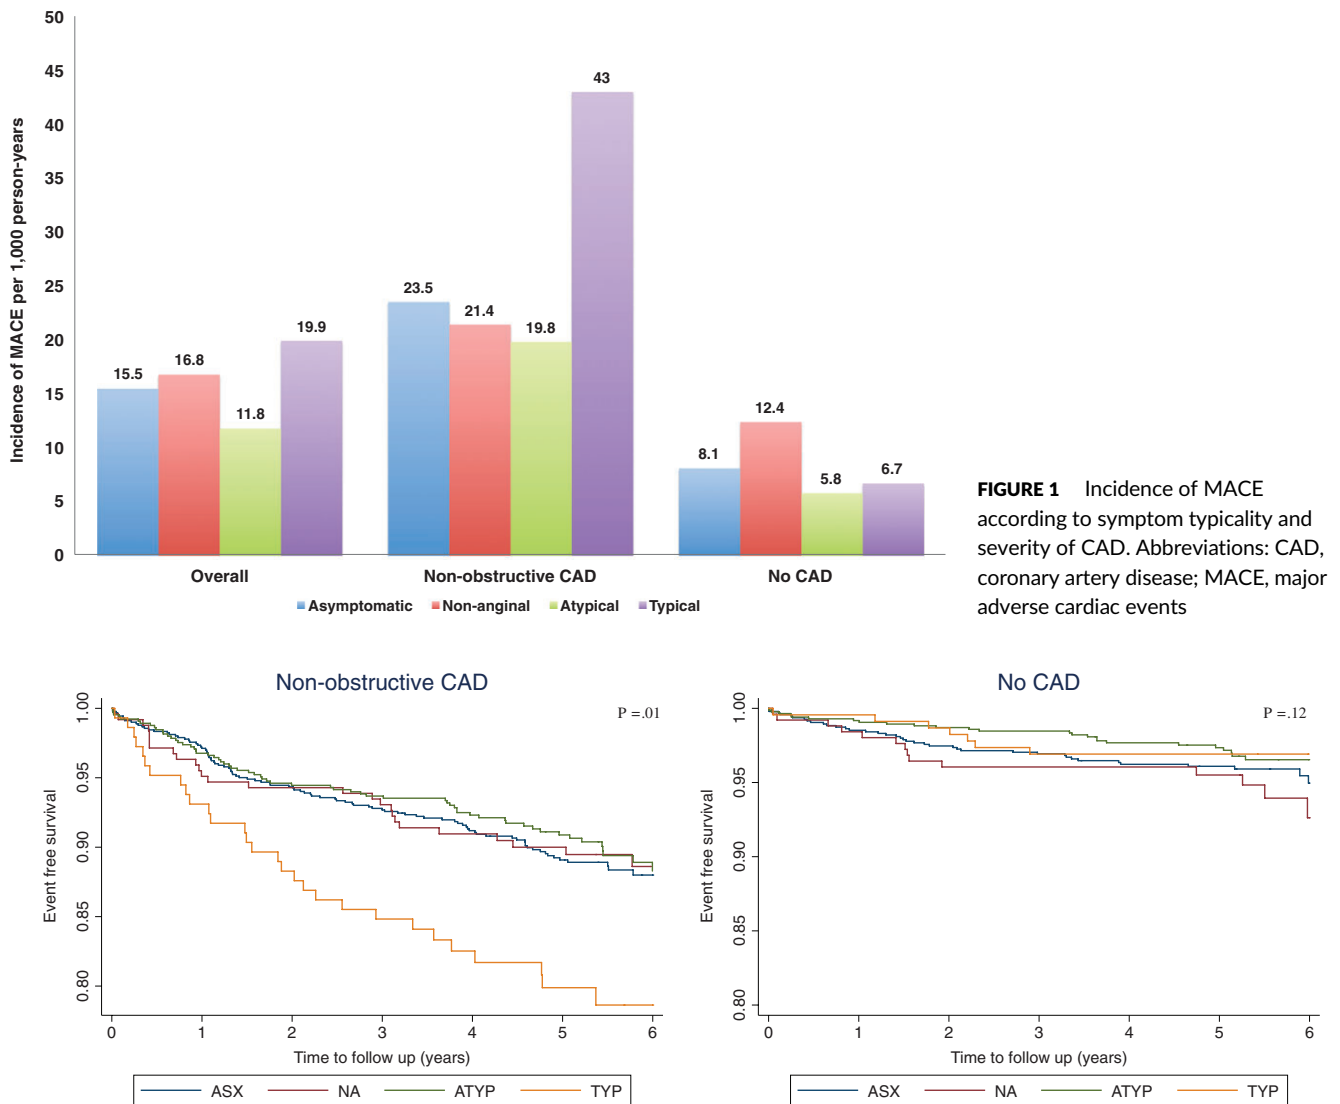 Incidence of MACE per 1,000 person-years
50
45
40
35
30
25
20
15
10
5
0
15.5
16.8
11.8
19.9
23.5
21.4
19.8
43
8.1
12.4
5.8
6.7
Overall
Non-obstructive CAD
No CAD
Asymptomatic Non-anginal Atypical Typical
FIGURE 1 Incidence of MACE
according to symptom typicality and
severity of CAD. Abbreviations: CAD,
coronary artery disease; MACE, major
adverse cardiac events
Non-obstructive CAD
P =.01
Event free survival
1.00
0.95
0.90
0.85
0.80
0 1 2 3 4 5 6
Time to follow up (years)
ASX NA ATYP TYP
No CAD
P =.12
Event free survival
1.00
0.95
0.90
0.85
0.80
0 1 2 3 4 5 6
Time to follow up (years)
ASX NA ATYP TYP